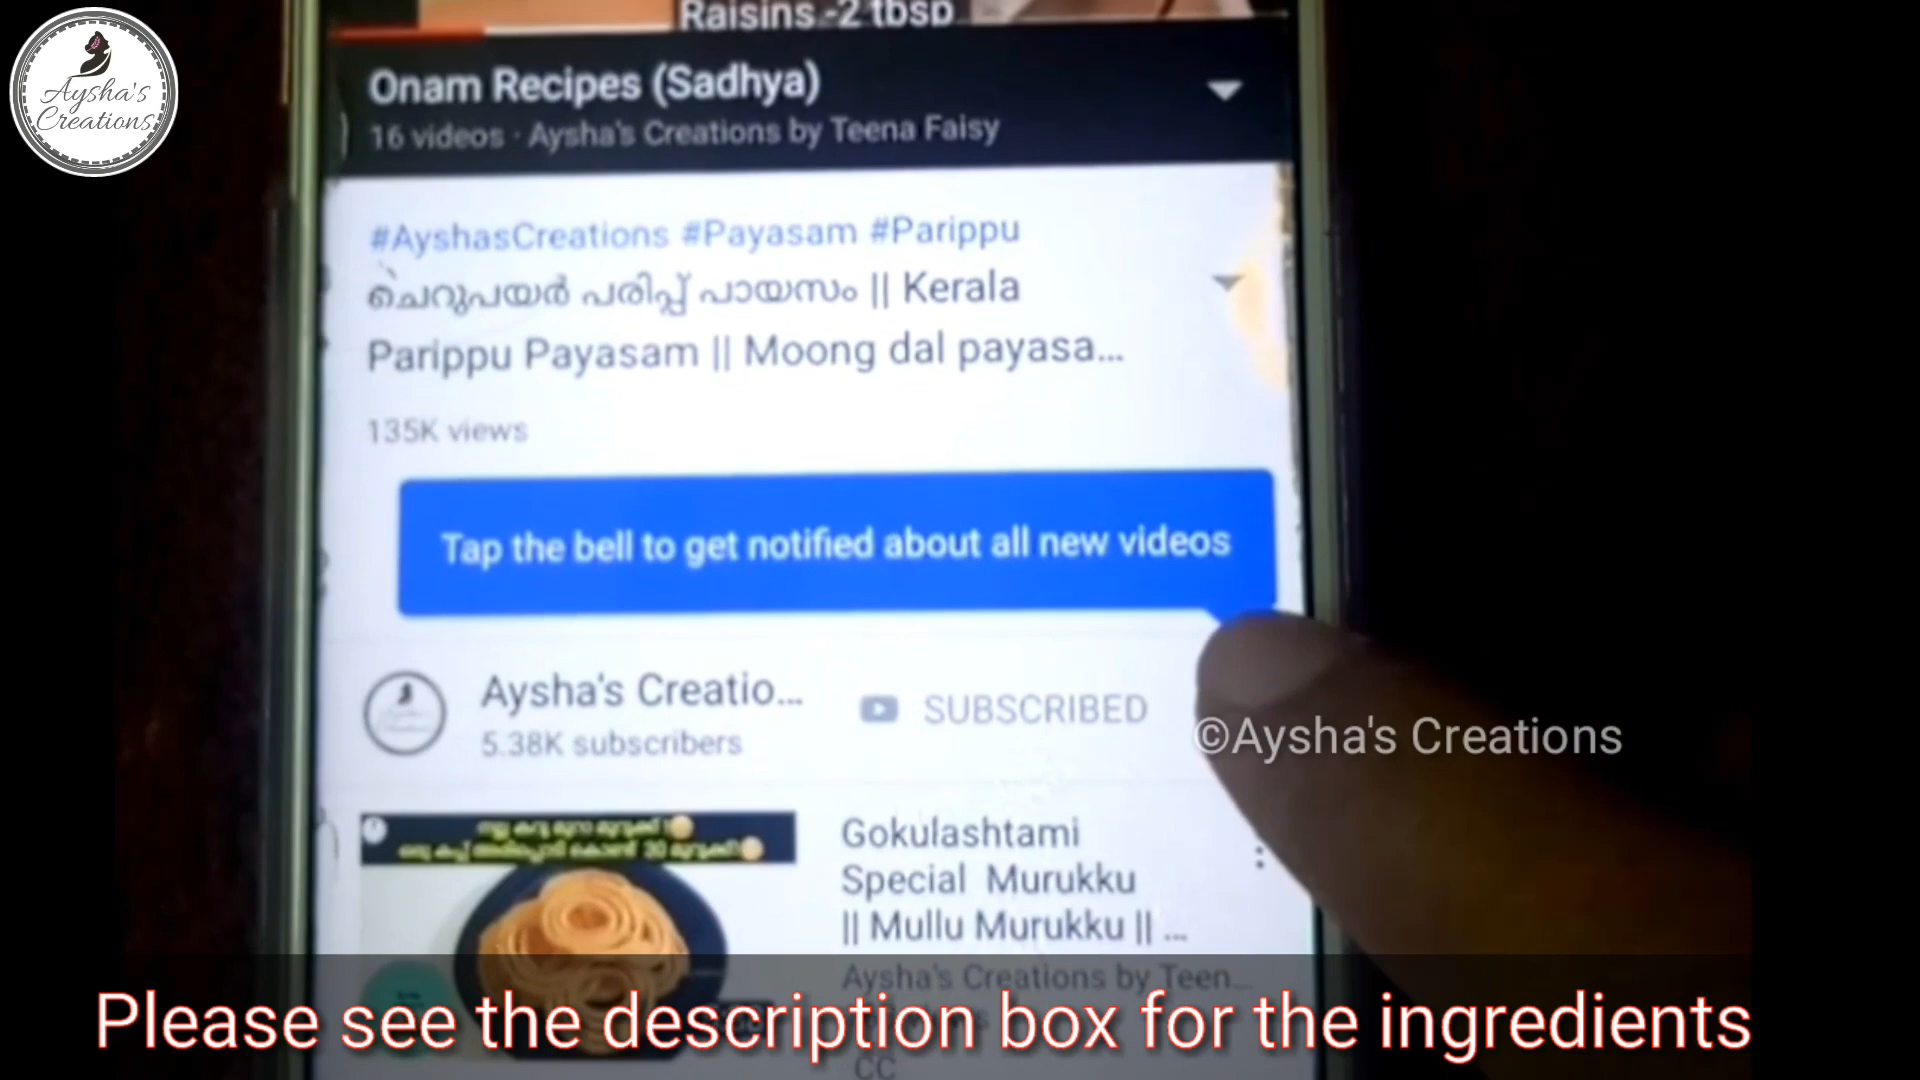 Aysha's
Creations
Raisins -2 tbsp
Onam Recipes (Sadhya)
16 videos · Aysha's Creations by Teena Faisy
#AyshasCreations #Payasam #Parippu
ചെറുപയർ പരിപ്പ് പായസം || Kerala
Parippu Payasam || Moong dal payasa...
135K views
Tap the bell to get notified about all new videos
Aysha's Creatio...
5.38K subscribers
SUBSCRIBED
©Aysha's Creations
Gokulashtami
Special Murukku
|| Mullu Murukku || ...
Aysha's Creations by Teen...
CC
Please see the description box for the ingredients